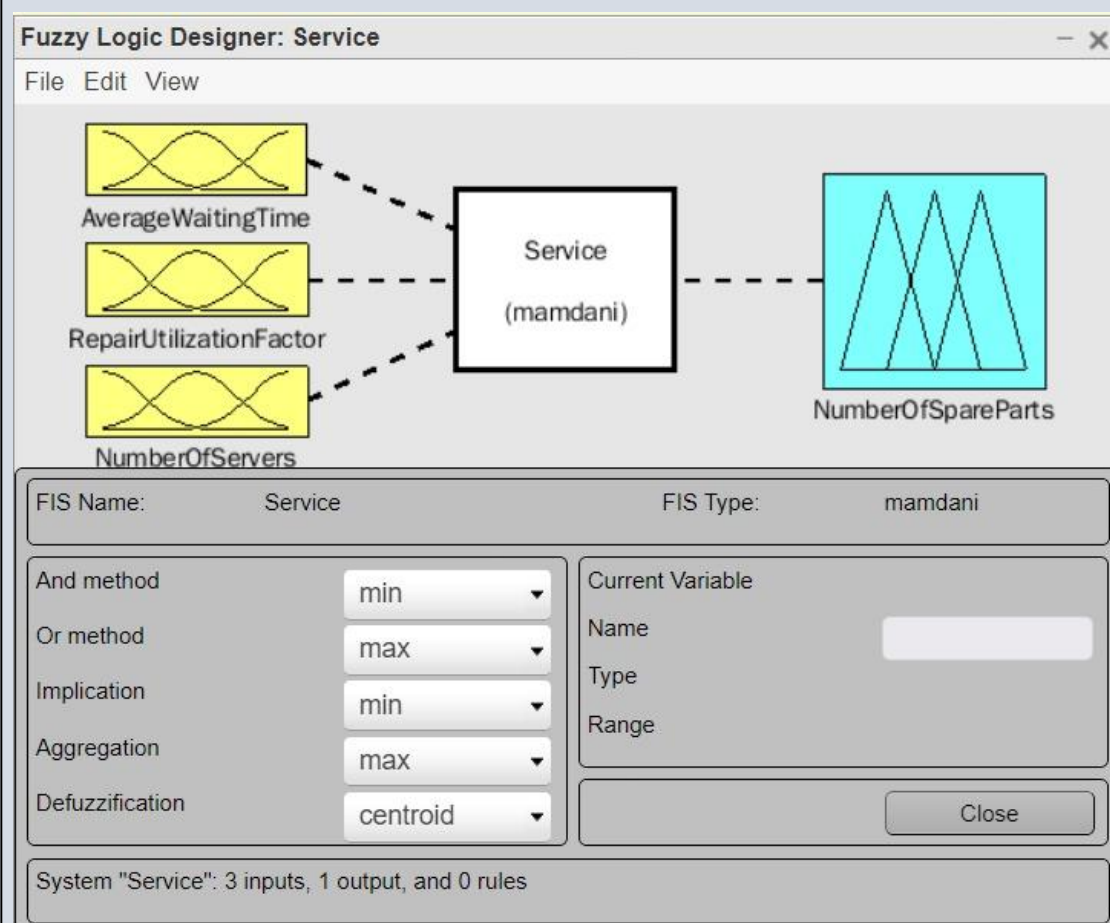 Fuzzy Logic Designer: Service
File Edit View
AverageWaitingTime
RepairUtilizationFactor
NumberOfServers
Service
(mamdani)
NumberOfSpareParts
FIS Name: Service FIS Type: mamdani
And method min
Or method max
Implication min
Aggregation max
Defuzzification centroid
Current Variable
Name
Type
Range
Close
System "Service": 3 inputs, 1 output, and 0 rules